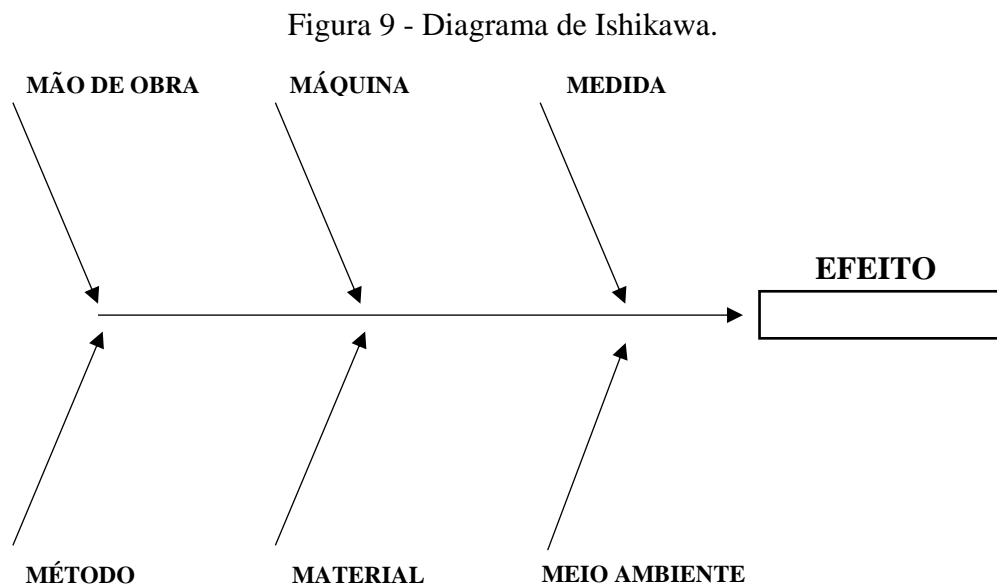 Figura 9 - Diagrama de Ishikawa.
MÃO DE OBRA MÁQUINA MEDIDA
EFEITO
MÉTODO MATERIAL MEIO AMBIENTE